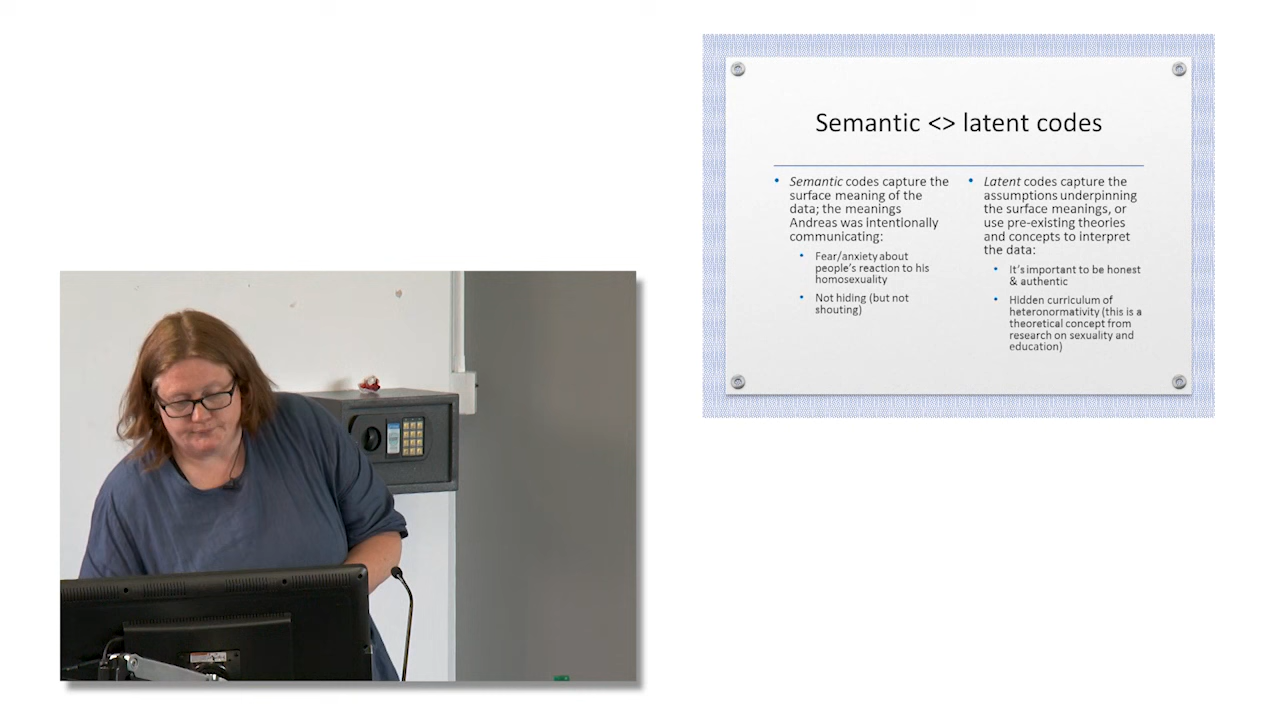 Semantic <> latent codes
• Semantic codes capture the
surface meaning of the
data; the meanings
Andreas was intentionally
communicating:
• Fear/anxiety about
people's reaction to his
homosexuality
• Not hiding (but not
shouting)
• Latent codes capture the
assumptions underpinning
the surface meanings, or
use pre-existing theories
and concepts to interpret
the data:
• It's important to be honest
& authentic
• Hidden curriculum of
heteronormativity (this is a
theoretical concept from
research on sexuality and
education)